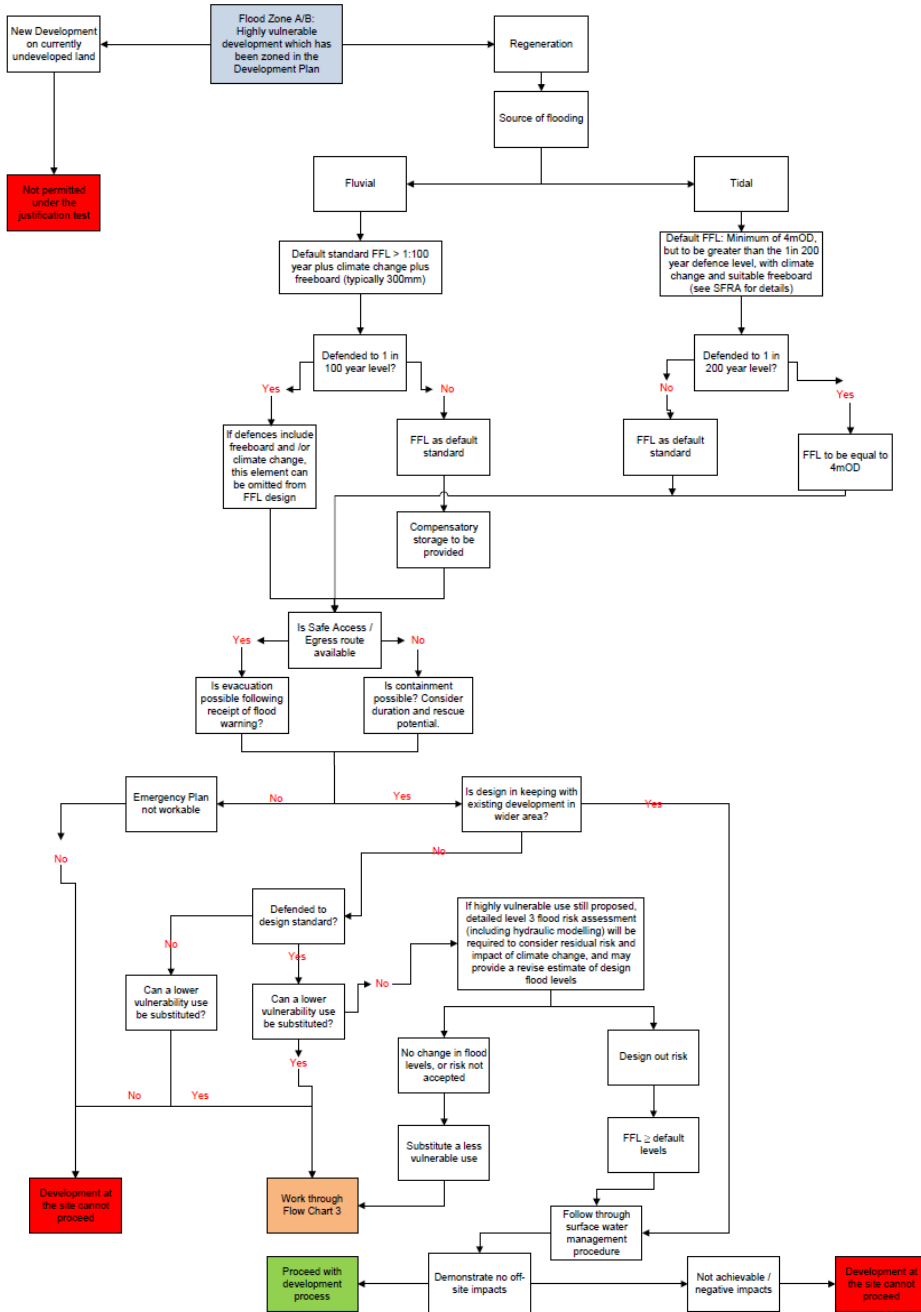 New Development
on currently
undeveloped land
Flood Zone A/B:
Highly vulnerable
development which has
been zoned in the
Development Plan
Regeneration
Source of flooding
Not permitted
under the
justification test
Fluvial
Tidal
Default standard FFL > 1:100
year plus climate change plus
freeboard (typically 300mm)
Default FFL: Minimum of 4mOD,
but to be greater than the 1in 200
year defence level, with climate
change and suitable freeboard
(see SFRA for details)
Defended to 1 in
100 year level?
Defended to 1 in
200 year level?
Yes
No
No
Yes
If defences include
freeboard and /or
climate change,
this element can
be omitted from
FFL design
FFL as default
standard
FFL as default
standard
FFL to be equal to
4mOD
Compensatory
storage to be
provided
Is Safe Access /
Egress route
available
Yes
No
Is evacuation
possible following
receipt of flood
warning?
Is containment
possible? Consider
duration and rescue
potential.
Emergency Plan
not workable
No
Yes
Is design in keeping with
existing development in
wider area?
Yes
No
No
Defended to
design standard?
If highly vulnerable use still proposed,
detailed level 3 flood risk assessment
(including hydraulic modelling) will be
required to consider residual risk and
impact of climate change, and may
provide a revise estimate of design
flood levels
No
Yes
No
Can a lower
vulnerability use
be substituted?
Can a lower
vulnerability use
be substituted?
Yes
No change in flood
levels, or risk not
accepted
Design out risk
No
Yes
Substitute a less
vulnerable use
FFL ≥ default
levels
Development at
the site cannot
proceed
Work through
Flow Chart 3
Follow through
surface water
management
procedure
Proceed with
development
process
Demonstrate no off-
site impacts
Not achievable /
negative impacts
Development at
the site cannot
proceed